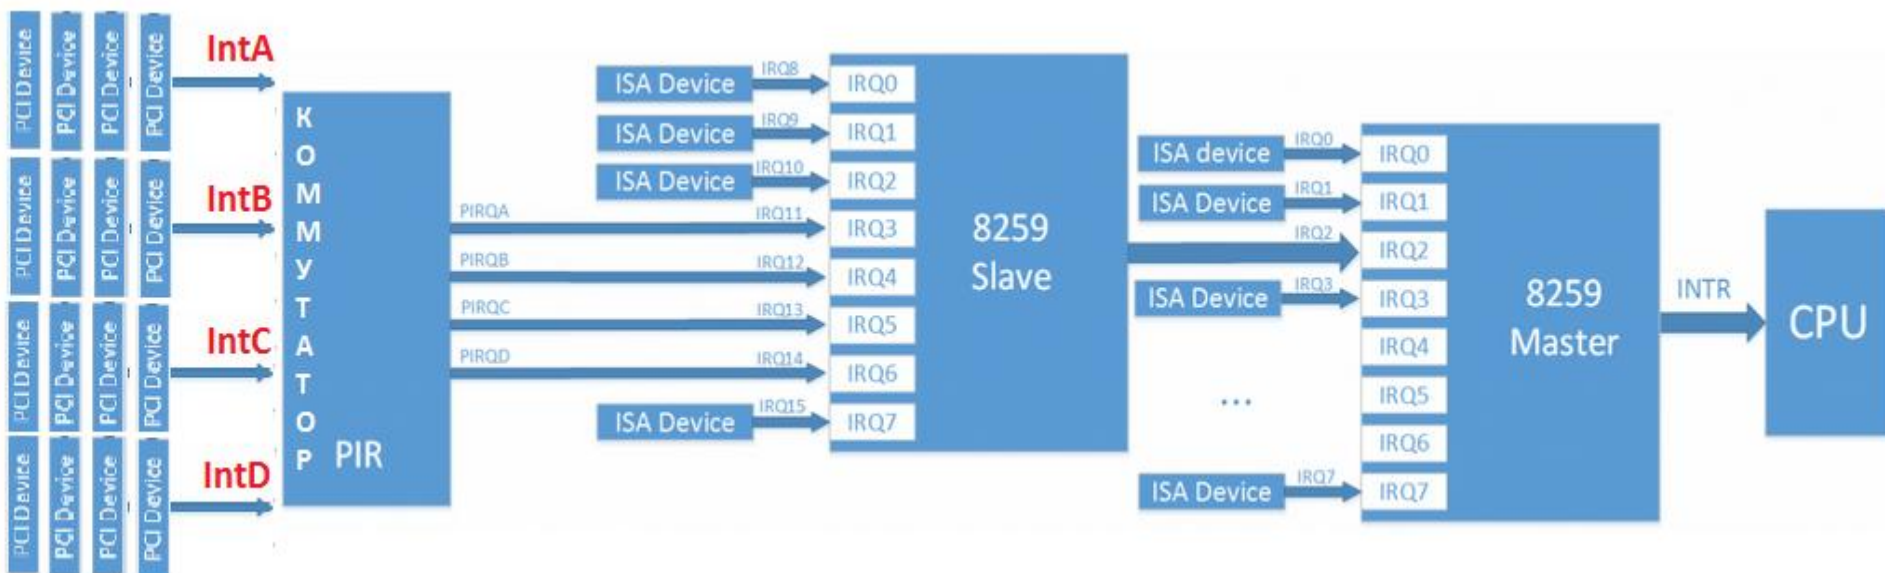 PCI Device
PCI Device
PCI Device
PCI Device
IntA
PCI Device
PCI Device
PCI Device
PCI Device
IntB
PCI Device
PCI Device
PCI Device
PCI Device
IntC
PCI Device
PCI Device
PCI Device
PCI Device
IntD
КОММУТАТОР
PIR
PIRQA
PIRQB
PIRQC
PIRQD
ISA Device
IRQ8
IRQ0
ISA Device
IRQ9
IRQ1
ISA Device
IRQ10
IRQ2
IRQ11
IRQ3
IRQ12
IRQ4
IRQ13
IRQ5
IRQ14
IRQ6
ISA Device
IRQ15
IRQ7
8259
Slave
ISA device
IRQ0
IRQ0
ISA Device
IRQ1
IRQ1
IRQ2
IRQ2
ISA Device
IRQ3
IRQ3
IRQ4
...
IRQ5
IRQ6
ISA Device
IRQ7
IRQ7
8259
Master
INTR
CPU